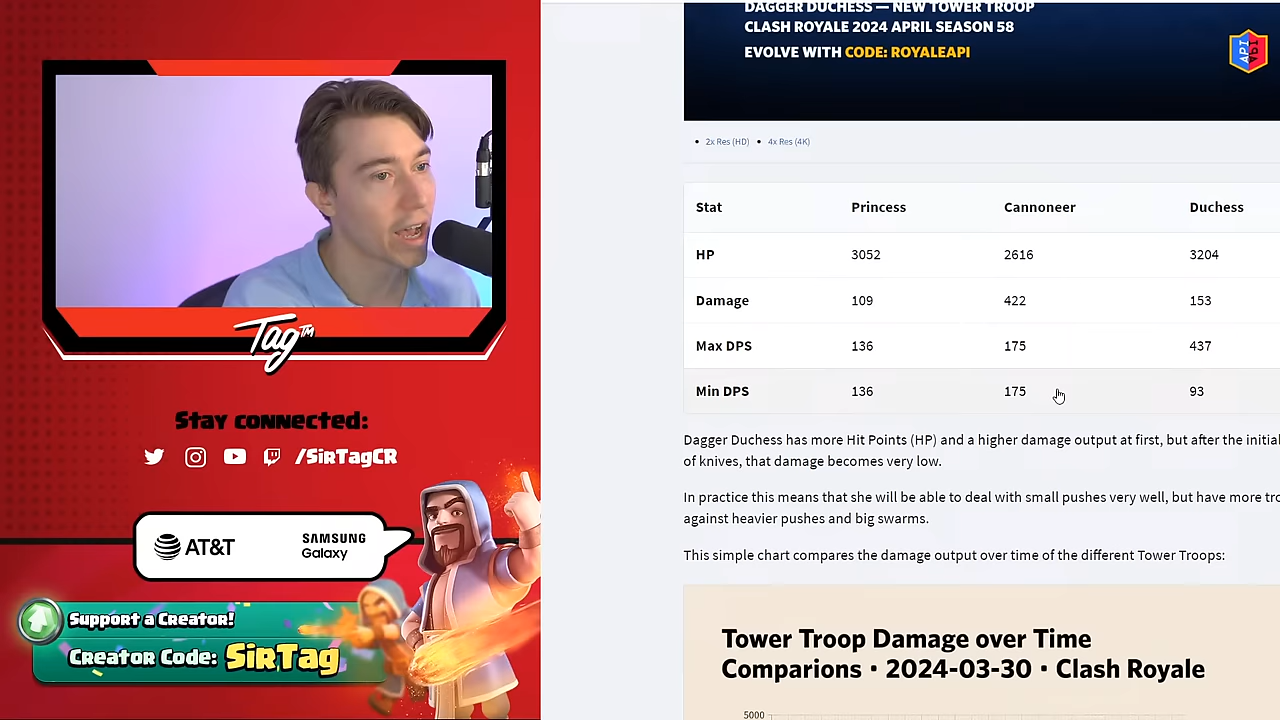 Tag™
Stay connected:
/SirTagCR
AT&T
SAMSUNG
Galaxy
Support a Creator!
Creator Code: SirTag
DAGGER DUCHESS — NEW TOWER TROOP
CLASH ROYALE 2024 APRIL SEASON 58
EVOLVE WITH CODE: ROYALEAPI
API
• 2x Res (HD) • 4x Res (4K)
Stat Princess Cannoneer Duchess
HP 3052 2616 3204
Damage 109 422 153
Max DPS 136 175 437
Min DPS 136 175 93
Dagger Duchess has more Hit Points (HP) and a higher damage output at first, but after the initial
of knives, that damage becomes very low.
In practice this means that she will be able to deal with small pushes very well, but have more tro
against heavier pushes and big swarms.
This simple chart compares the damage output over time of the different Tower Troops:
Tower Troop Damage over Time
Comparions · 2024-03-30 · Clash Royale
5000